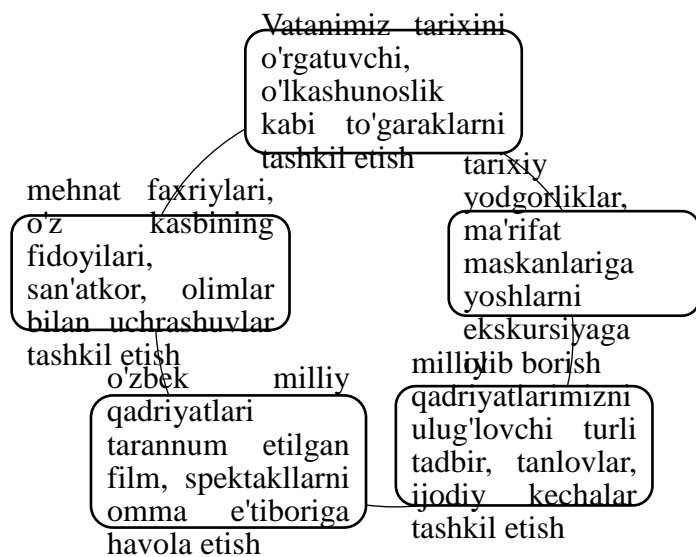 Vatanimiz tarixini
o'rgatuvchi,
o'lkashunoslik
kabi to'garaklarni
tashkil etish
tarixiy
yodgorliklar,
ma'rifat
maskanlariga
yoshlarni
ekskursiyaga
olib borish
milliy
qadriyatlarimizni
ulug'lovchi turli
tadbir, tanlovlar,
ijodiy kechalar
tashkil etish
o'zbek milliy
qadriyatlari
tarannum etilgan
film, spektakllarni
omma e'tiboriga
havola etish
mehnat faxriylari,
o'z kasbining
fidoyilari,
san'atkor, olimlar
bilan uchrashuvlar
tashkil etish